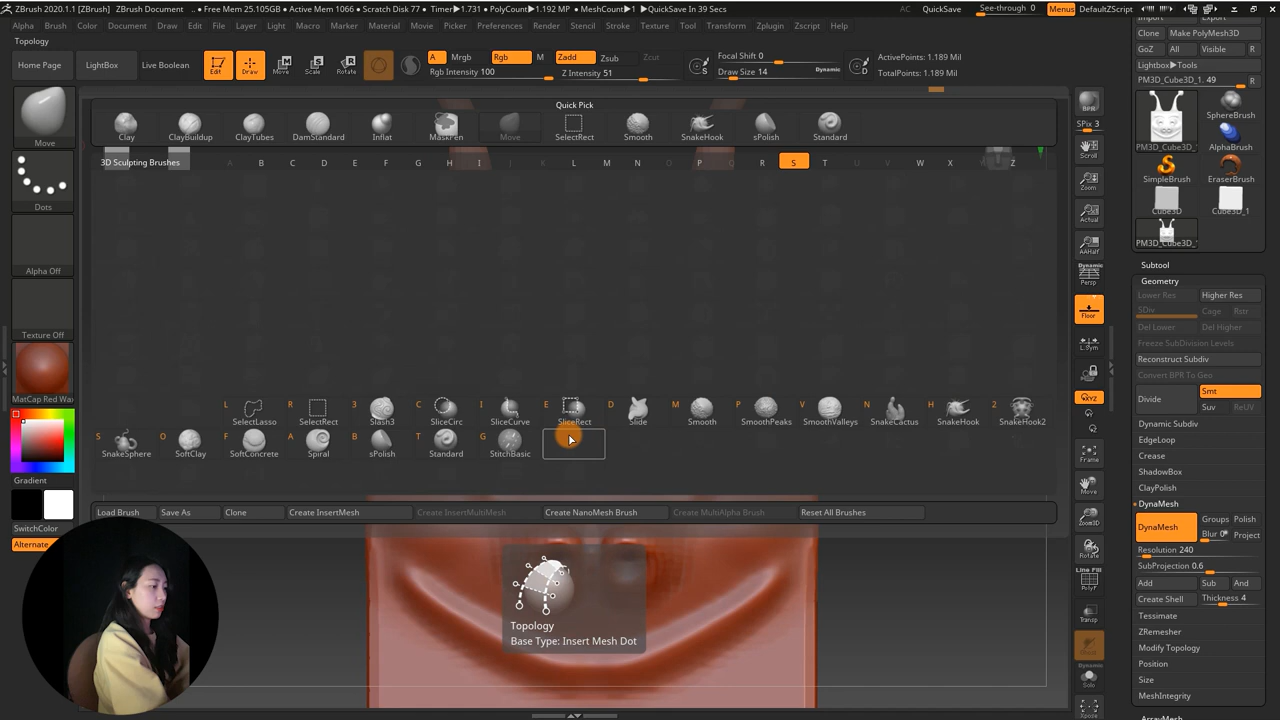 ZBrush 2020.1.1 [ZBrush] ZBrush Document .. ● Free Mem 25.105GB ● Active Mem 1066 ● Scratch Disk 77 ● Timer▶1.731 ● PolyCount▶1.192 MP ● MeshCount▶1 ▶QuickSave In 39 Secs
AC QuickSave See-through 0 Menus DefaultZScript
Alpha Brush Color Document Draw Edit File Layer Light Macro Marker Material Movie Picker Preferences Render Stencil Stroke Texture Tool Transform Zplugin Zscript Help
Topology
Home Page LightBox Live Boolean Edit Draw Move Scale Rotate
A Mrgb Rgb M Zadd Zsub Zcut
Rgb Intensity 100 Z Intensity 51
Focal Shift 0
Draw Size 14 Dynamic
S D
ActivePoints: 1.189 Mil
TotalPoints: 1.189 Mil
Quick Pick
Clay ClayBuildup ClayTubes DamStandard Inflat MaskPen Move SelectRect Smooth SnakeHook sPolish Standard
3D Sculpting Brushes A B C D E F G H I J K L M N O P Q R S T U V W X Z
L SelectLasso R SelectRect 3 Slash3 C SliceCirc I SliceCurve E SliceRect D Slide M Smooth P SmoothPeaks V SmoothValleys N SnakeCactus H SnakeHook 2 SnakeHook2
S SnakeSphere O SoftClay F SoftConcrete A Spiral B sPolish T Standard G StitchBasic
Load Brush Save As Clone Create InsertMesh Create InsertMultiMesh Create NanoMesh Brush Create MultiAlpha Brush Reset All Brushes
Topology
Base Type: Insert Mesh Dot
Move
Dots
Alpha Off
Texture Off
MatCap Red Wa
Gradient
SwitchColor
Alternate
BPR
SPix 3
Scroll
Zoom
Actual
AAHalf
Dynamic
Persp
Floor
L.Sym
XYZ
Frame
Move
Zoom3D
Rotate
Line Fill
PolyF
Transp
Ghost
Dynamic
Solo
Xpose
Import Export
Clone Make PolyMesh3D
GoZ All Visible R
Lightbox▶Tools
PM3D_Cube3D_1. 49 R
SphereBrush
PM3D_Cube3D_ AlphaBrush
SimpleBrush EraserBrush
Cube3D Cube3D_1
PM3D_Cube3D_
Subtool
Geometry
Lower Res Higher Res
SDiv Cage Rstr
Del Lower Del Higher
Freeze SubDivision Levels
Reconstruct Subdiv
Convert BPR To Geo
Divide Smt
Suv ReUV
Dynamic Subdiv
EdgeLoop
Crease
ShadowBox
ClayPolish
DynaMesh
DynaMesh Groups Polish
Blur 0 Project
Resolution 240
SubProjection 0.6
Add Sub And
Create Shell Thickness 4
Tessimate
ZRemesher
Modify Topology
Position
Size
MeshIntegrity
ArrayMesh